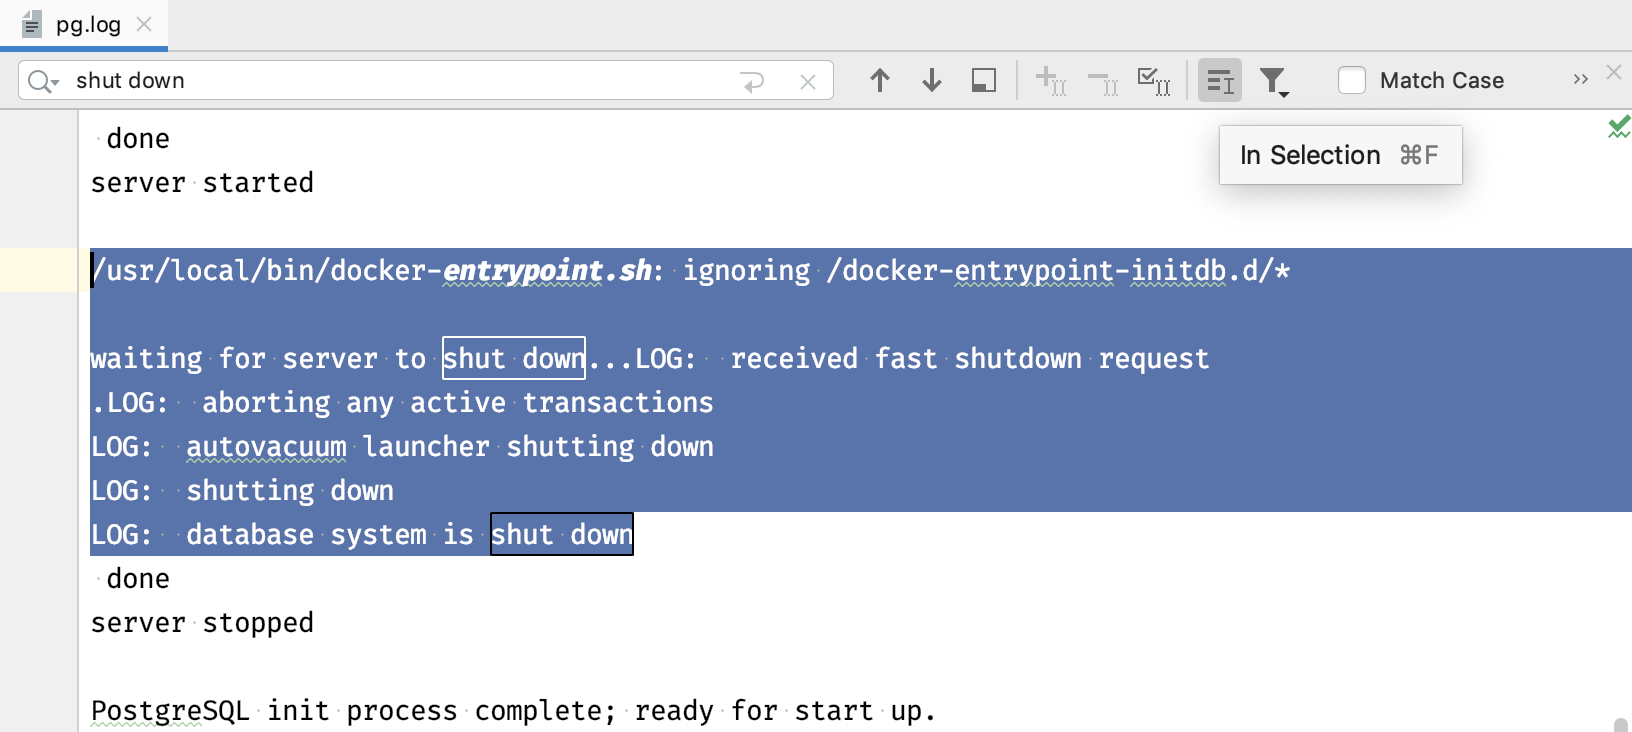 pg.log
shut down
Match Case
In Selection ⌘F
done
server started
/usr/local/bin/docker-entrypoint.sh: ignoring /docker-entrypoint-initdb.d/*
waiting for server to shut down...LOG:  received fast shutdown request
.LOG:  aborting any active transactions
LOG:  autovacuum launcher shutting down
LOG:  shutting down
LOG:  database system is shut down
done
server stopped
PostgreSQL init process complete; ready for start up.